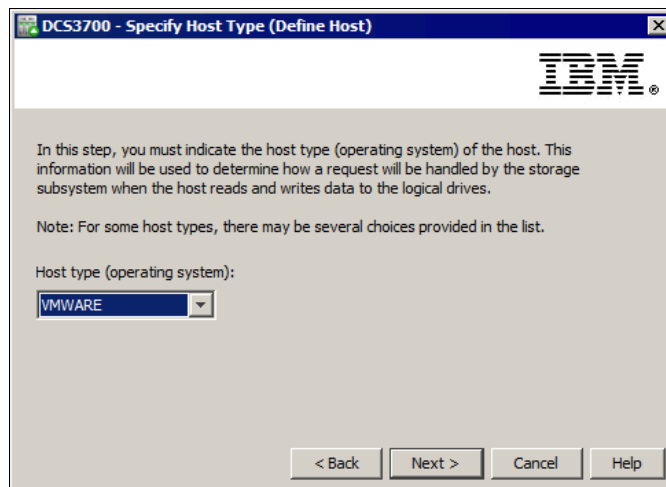 DCS3700 - Specify Host Type (Define Host)
IBM®
In this step, you must indicate the host type (operating system) of the host. This
information will be used to determine how a request will be handled by the storage
subsystem when the host reads and writes data to the logical drives.
Note: For some host types, there may be several choices provided in the list.
Host type (operating system):
VMWARE
< Back Next > Cancel Help